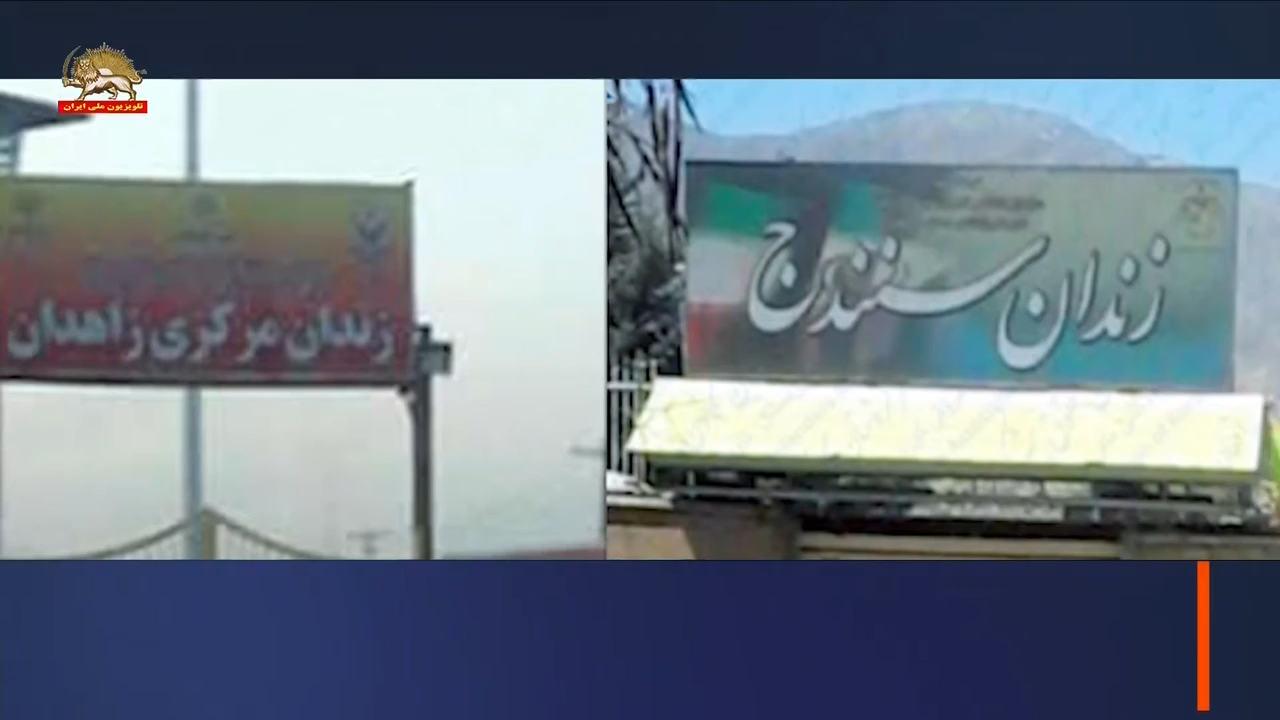 تلویزیون ملی ایران
زندان مرکزی زاهدان
زندان سنندج